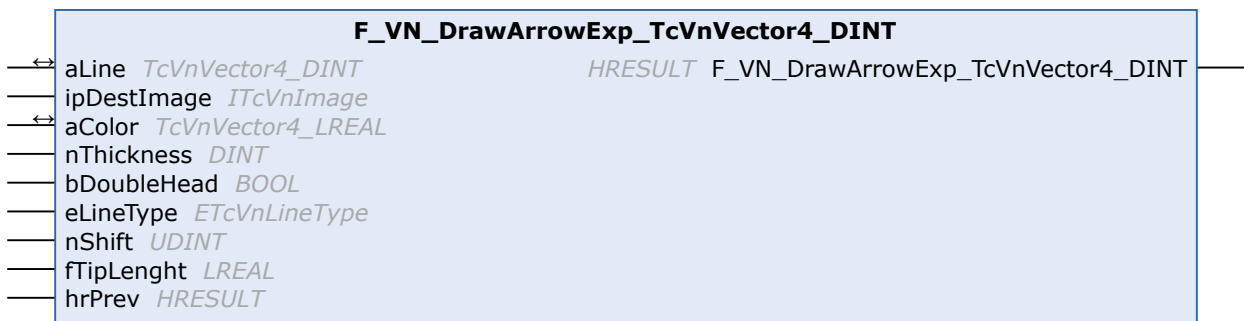 F_VN_DrawArrowExp_TcVnVector4_DINT
↔ aLine TcVnVector4_DINT HRESULT F_VN_DrawArrowExp_TcVnVector4_DINT
ipDestImage ITcVnImage
↔ aColor TcVnVector4_LREAL
nThickness DINT
bDoubleHead BOOL
eLineType ETcVnLineType
nShift UDINT
fTipLenght LREAL
hrPrev HRESULT